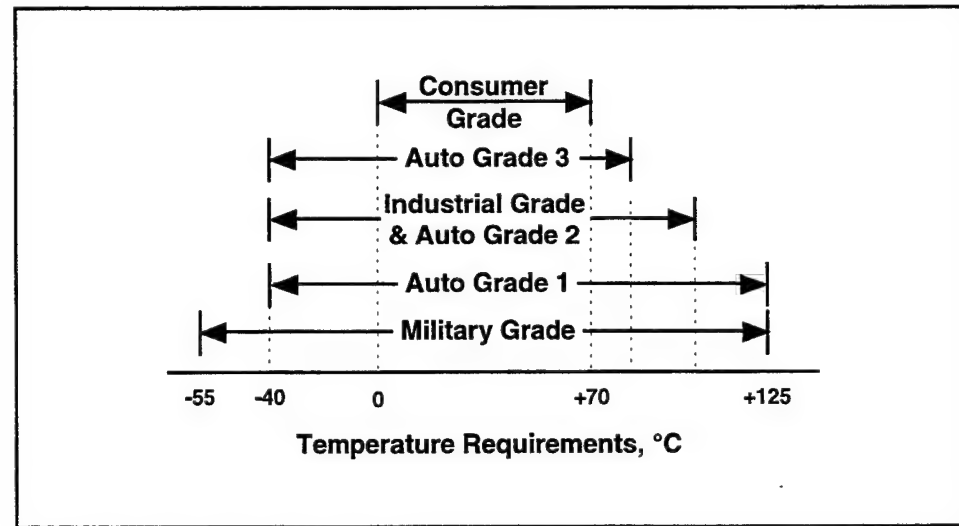 Consumer
Grade
Auto Grade 3
Industrial Grade
& Auto Grade 2
Auto Grade 1
Military Grade
-55 -40 0 +70 +125
Temperature Requirements, °C